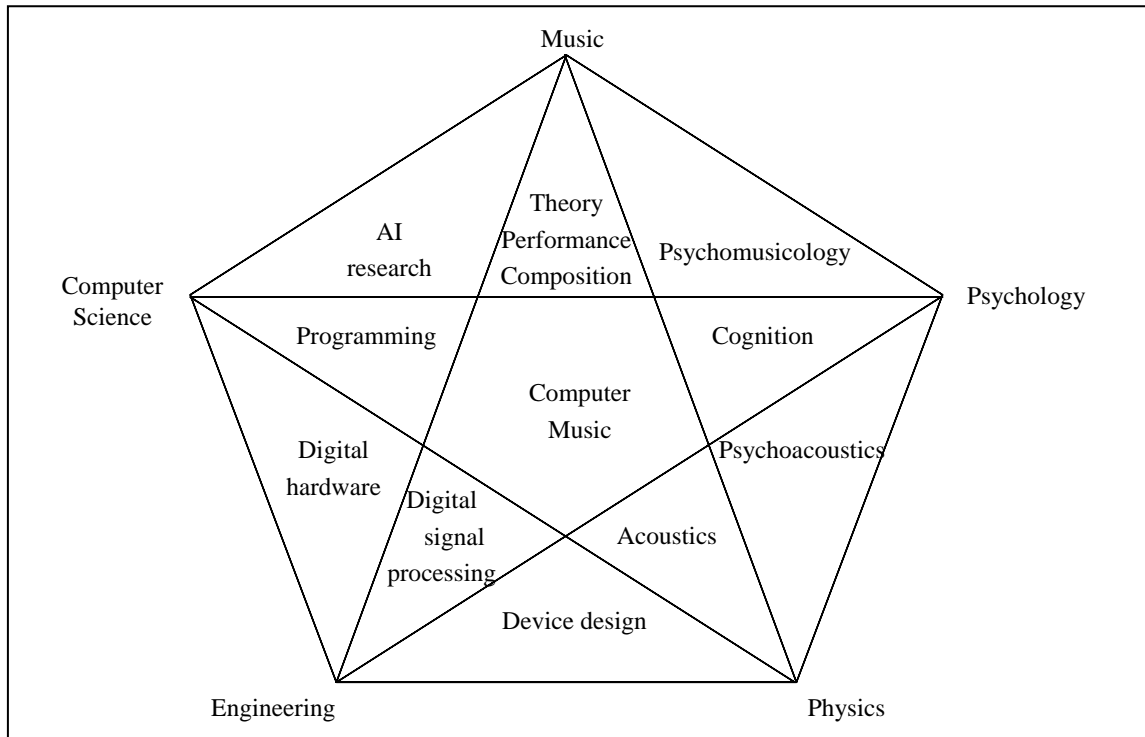 Music
Theory
Performance
Composition
AI
research
Psychomusicology
Computer
Science
Psychology
Programming
Cognition
Computer
Music
Digital
hardware
Psychoacoustics
Digital
signal
processing
Acoustics
Device design
Engineering
Physics